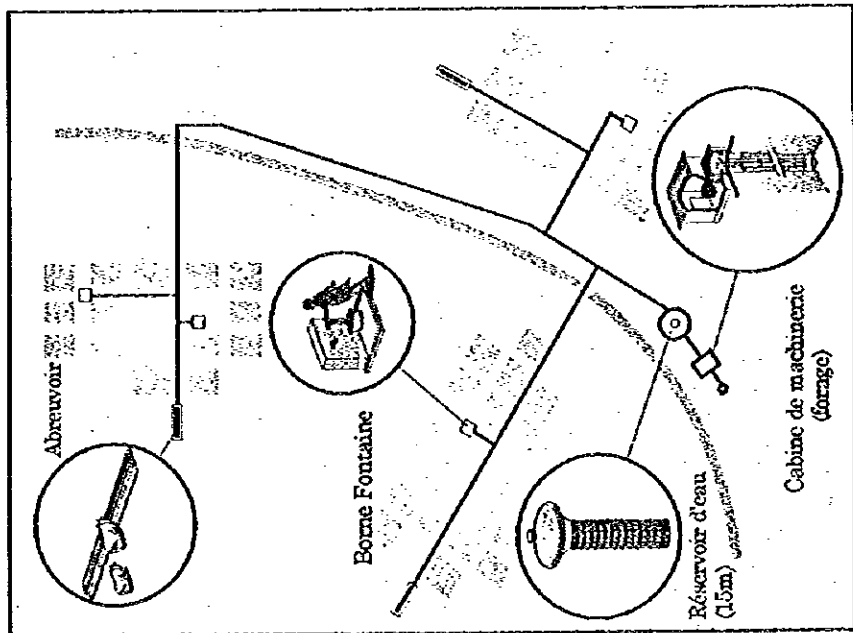 Abreuvoir
Borne Fontaine
Réservoir d'eau
(15m)
Cabine de machinerie
(forage)